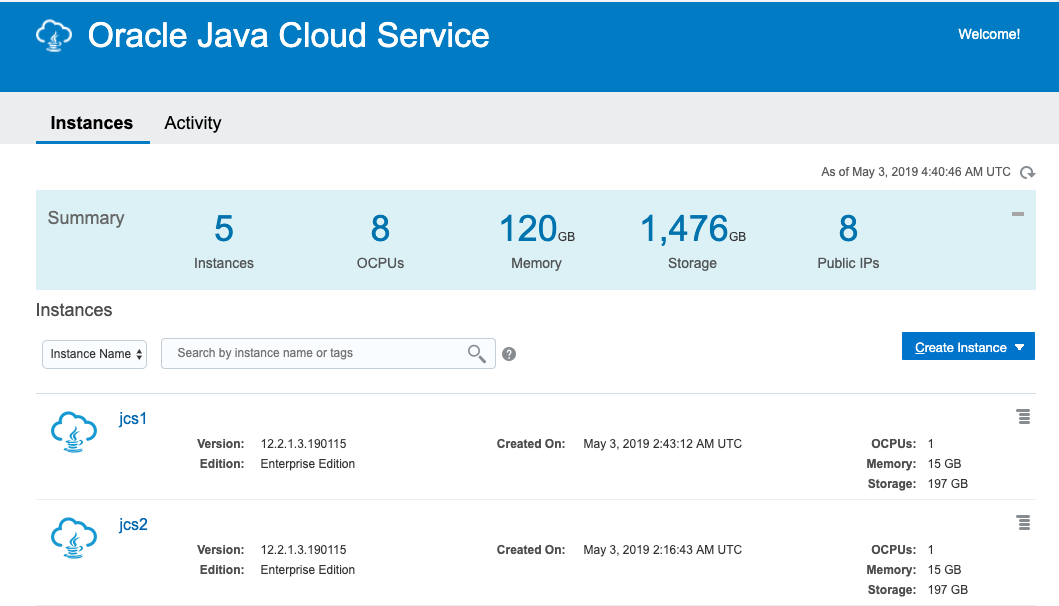 Oracle Java Cloud Service
Welcome!
Instances Activity
As of May 3, 2019 4:40:46 AM UTC
Summary
5 8 120GB 1,476GB 8
Instances OCPUs Memory Storage Public IPs
Instances
Instance Name Search by instance name or tags ? Create Instance
jcs1
Version: 12.2.1.3.190115 Created On: May 3, 2019 2:43:12 AM UTC OCPUs: 1
Edition: Enterprise Edition Memory: 15 GB
Storage: 197 GB
jcs2
Version: 12.2.1.3.190115 Created On: May 3, 2019 2:16:43 AM UTC OCPUs: 1
Edition: Enterprise Edition Memory: 15 GB
Storage: 197 GB